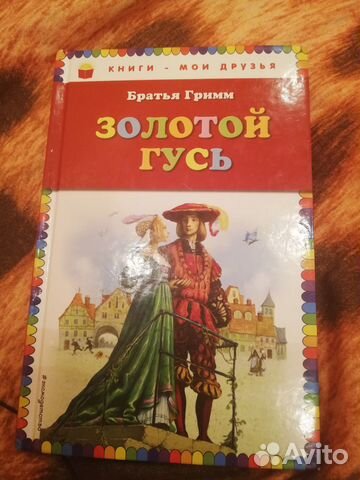 КНИГИ - МОИ ДРУЗЬЯ
Братья Гримм
ЗОЛОТОЙ
ГУСЬ
Avito